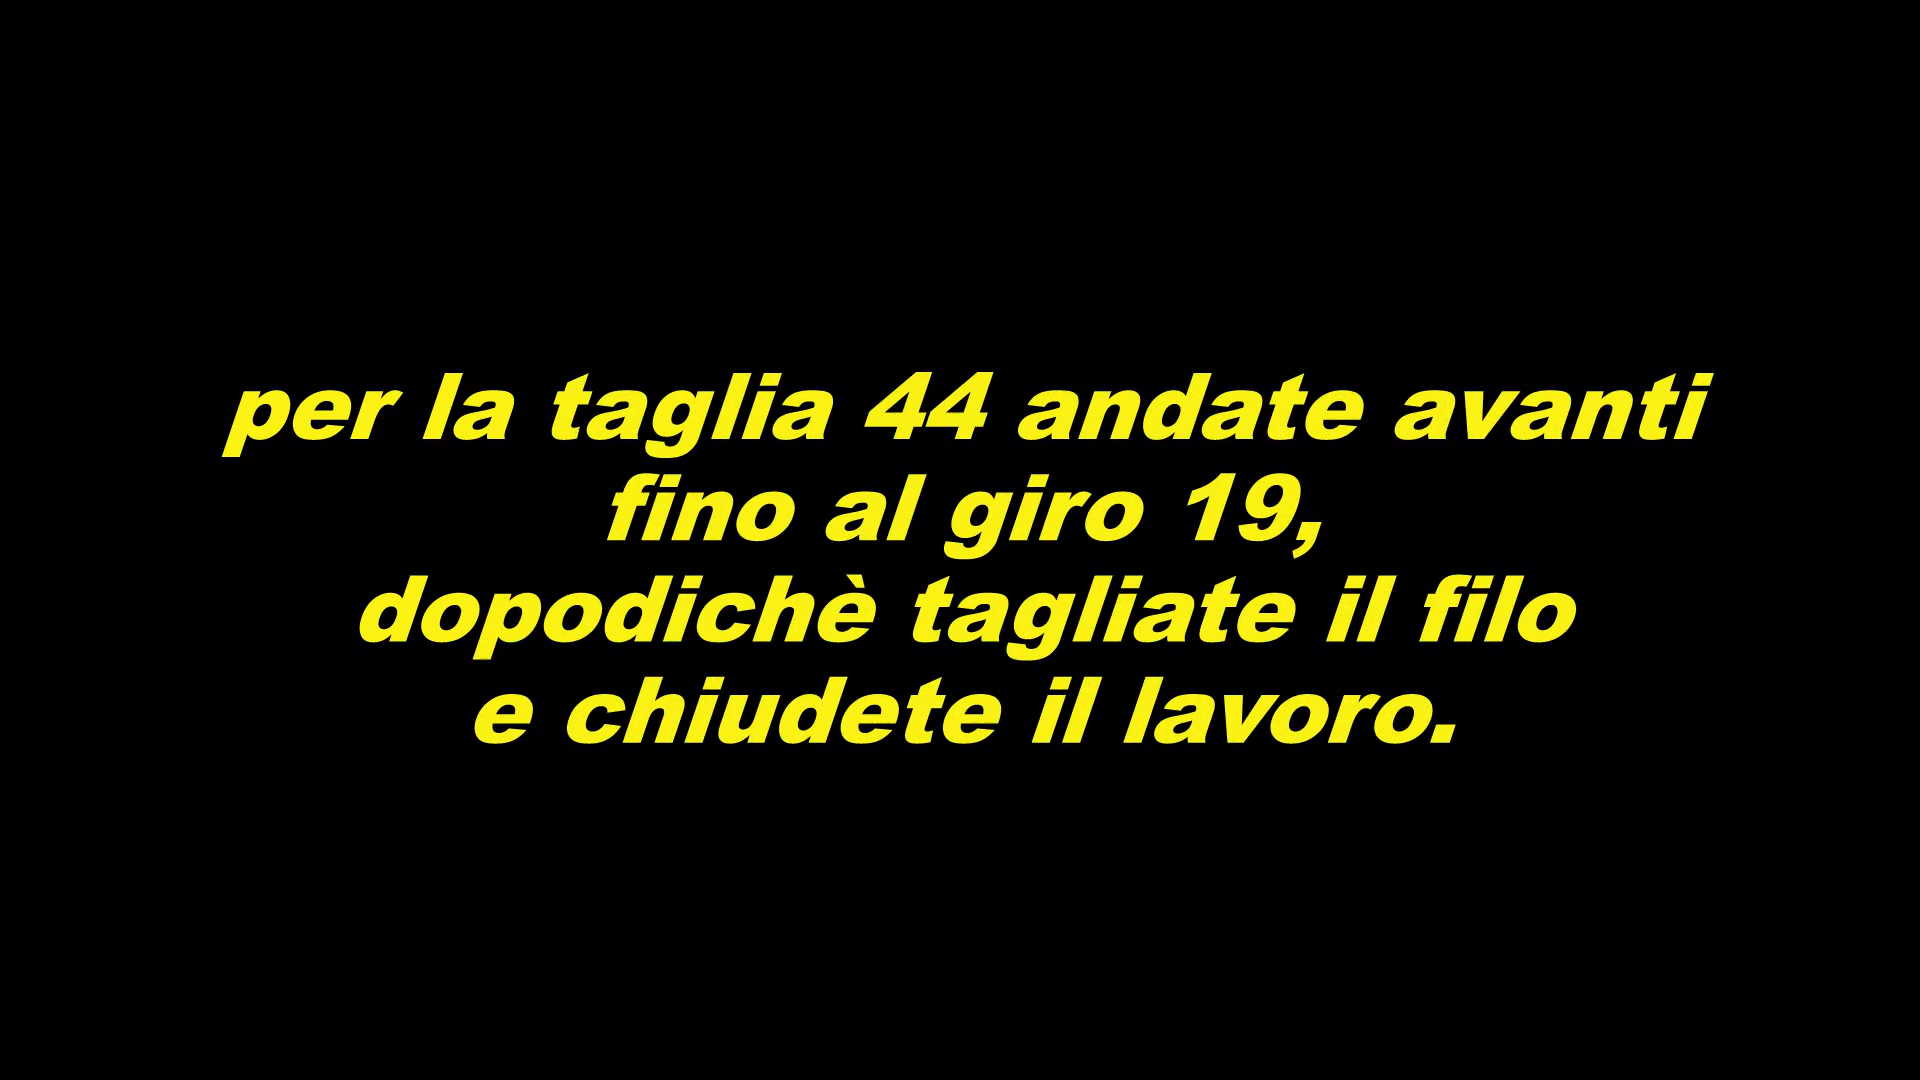 per la taglia 44 andate avanti
fino al giro 19,
dopodichè tagliate il filo
e chiudete il lavoro.